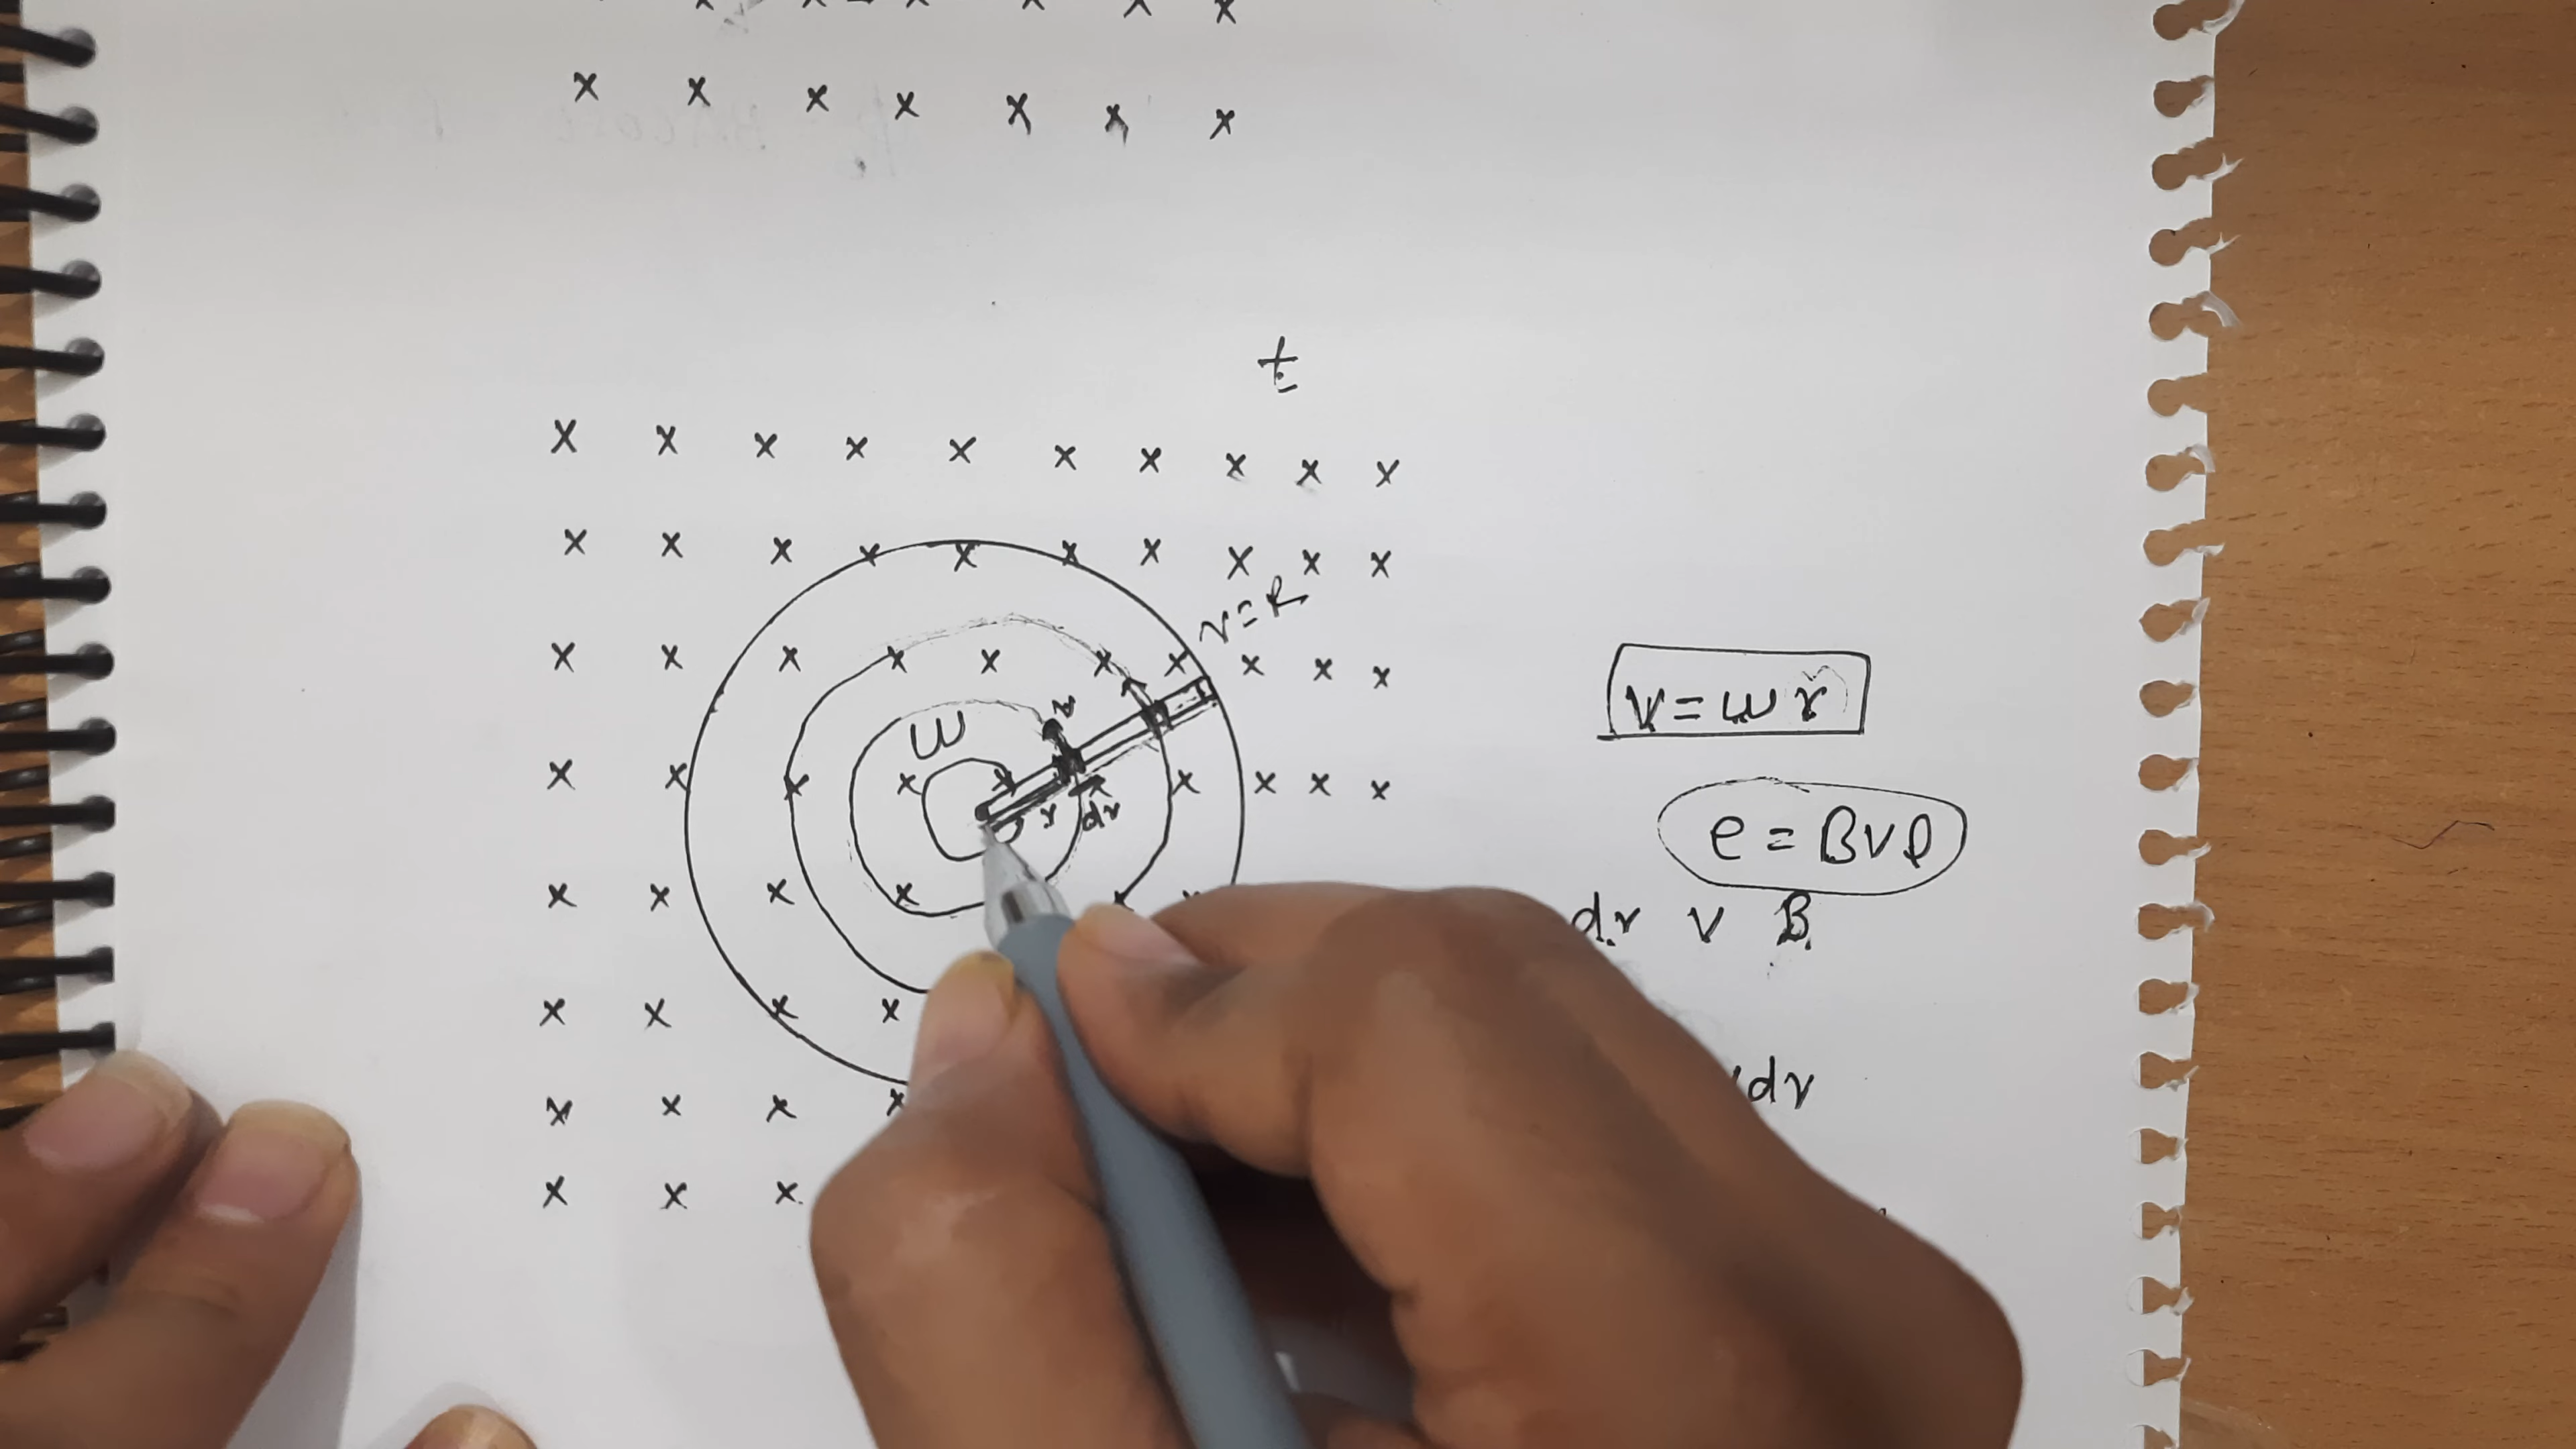 x x x x x x x
x x x x x x x
x x x x x x x x x x
x x x x x x x x x x
r=R
x x x x x x x x x x
ω
v=ωr
x x x x x x x x x x
r dr
e = Bvl
x x x x
dr v B
x x x x
dr
x x x x
x x x